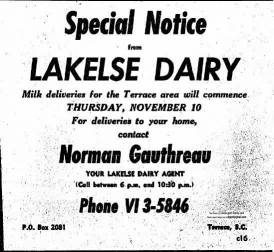 Special Notice
from
LAKELSE DAIRY
Milk deliveries for the Terrace area will commence
THURSDAY, NOVEMBER 10
For deliveries to your home,
contact
Norman Gauthreau
YOUR LAKELSE DAIRY AGENT
(Call between 6 p.m. and 10:30 p.m.)
Phone VI 3-5846
P.O. Box 2081 Terrace, B.C.
c16